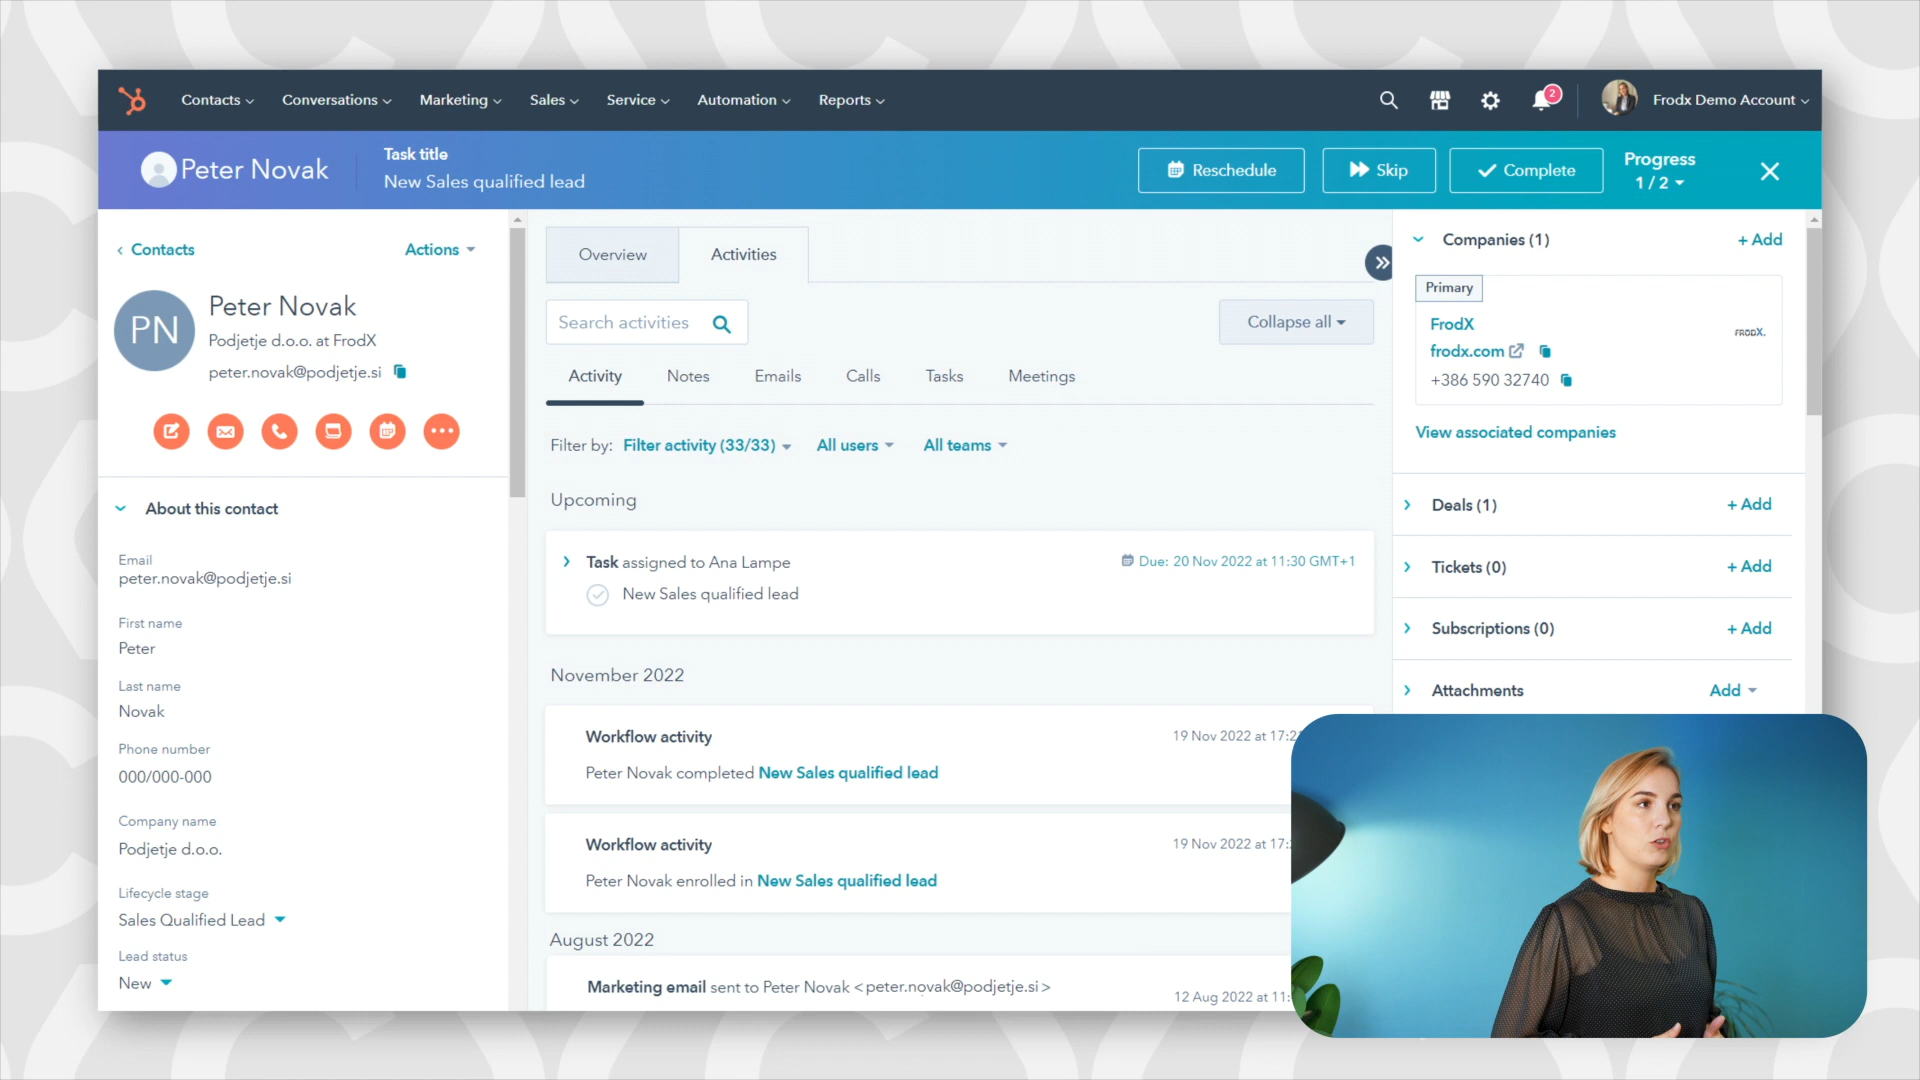 Contacts
Conversations
Marketing
Sales
Service
Automation
Reports
2
Frodx Demo Account
Peter Novak
Task title
New Sales qualified lead
Reschedule
Skip
Complete
Progress
1 / 2
Contacts
Actions
PN
Peter Novak
Podjetje d.o.o. at FrodX
peter.novak@podjetje.si
About this contact
Email
peter.novak@podjetje.si
First name
Peter
Last name
Novak
Phone number
000/000-000
Company name
Podjetje d.o.o.
Lifecycle stage
Sales Qualified Lead
Lead status
New
Overview
Activities
Search activities
Collapse all
Activity
Notes
Emails
Calls
Tasks
Meetings
Filter by: Filter activity (33/33) All users All teams
Upcoming
Task assigned to Ana Lampe
Due: 20 Nov 2022 at 11:30 GMT+1
New Sales qualified lead
November 2022
Workflow activity
19 Nov 2022 at 17:2
Peter Novak completed New Sales qualified lead
Workflow activity
19 Nov 2022 at 17:
Peter Novak enrolled in New Sales qualified lead
August 2022
Marketing email sent to Peter Novak <peter.novak@podjetje.si>
12 Aug 2022 at 11:
Companies (1)
+ Add
Primary
FrodX
FRODX.
frodx.com
+386 590 32740
View associated companies
Deals (1)
+ Add
Tickets (0)
+ Add
Subscriptions (0)
+ Add
Attachments
Add